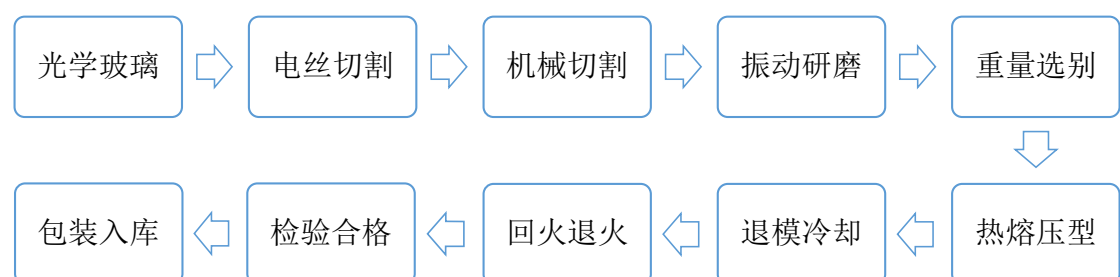 光学玻璃
电丝切割
机械切割
振动研磨
重量选别
热熔压型
退模冷却
回火退火
检验合格
包装入库